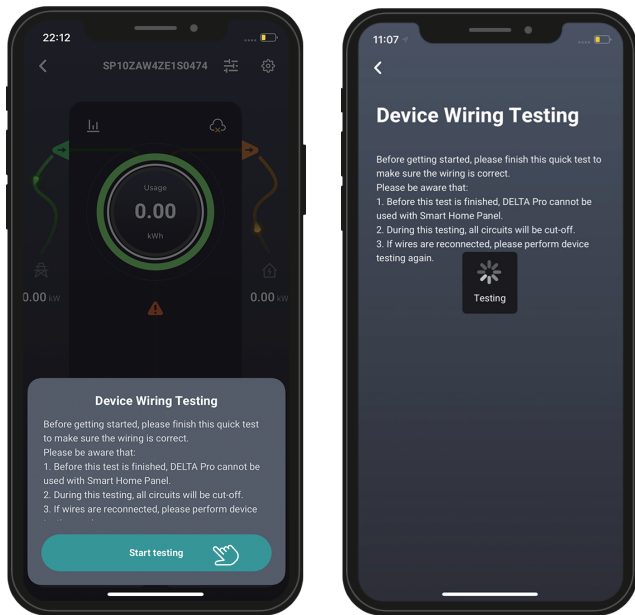 22:12
SP10ZAW4ZE1S0474
Usage
0.00
kWh
0.00 kW
0.00 kW
Device Wiring Testing
Before getting started, please finish this quick test
to make sure the wiring is correct.
Please be aware that:
1. Before this test is finished, DELTA Pro cannot be
used with Smart Home Panel.
2. During this testing, all circuits will be cut-off.
3. If wires are reconnected, please perform device
Start testing
11:07
Device Wiring Testing
Before getting started, please finish this quick test to
make sure the wiring is correct.
Please be aware that:
1. Before this test is finished, DELTA Pro cannot be
used with Smart Home Panel.
2. During this testing, all circuits will be cut-off.
3. If wires are reconnected, please perform device
testing again.
Testing